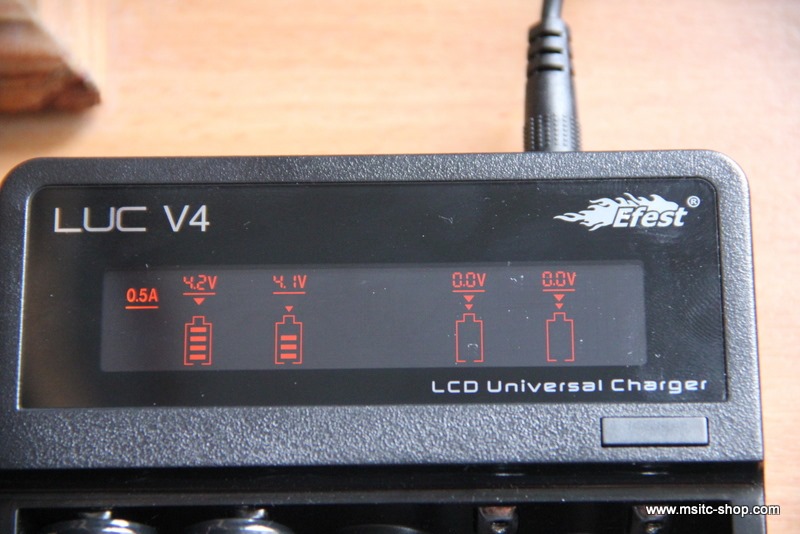 LUC V4
Efest®
0.5A 4.2V 4.1V 0.0V 0.0V
LCD Universal Charger
www.msitc-shop.com